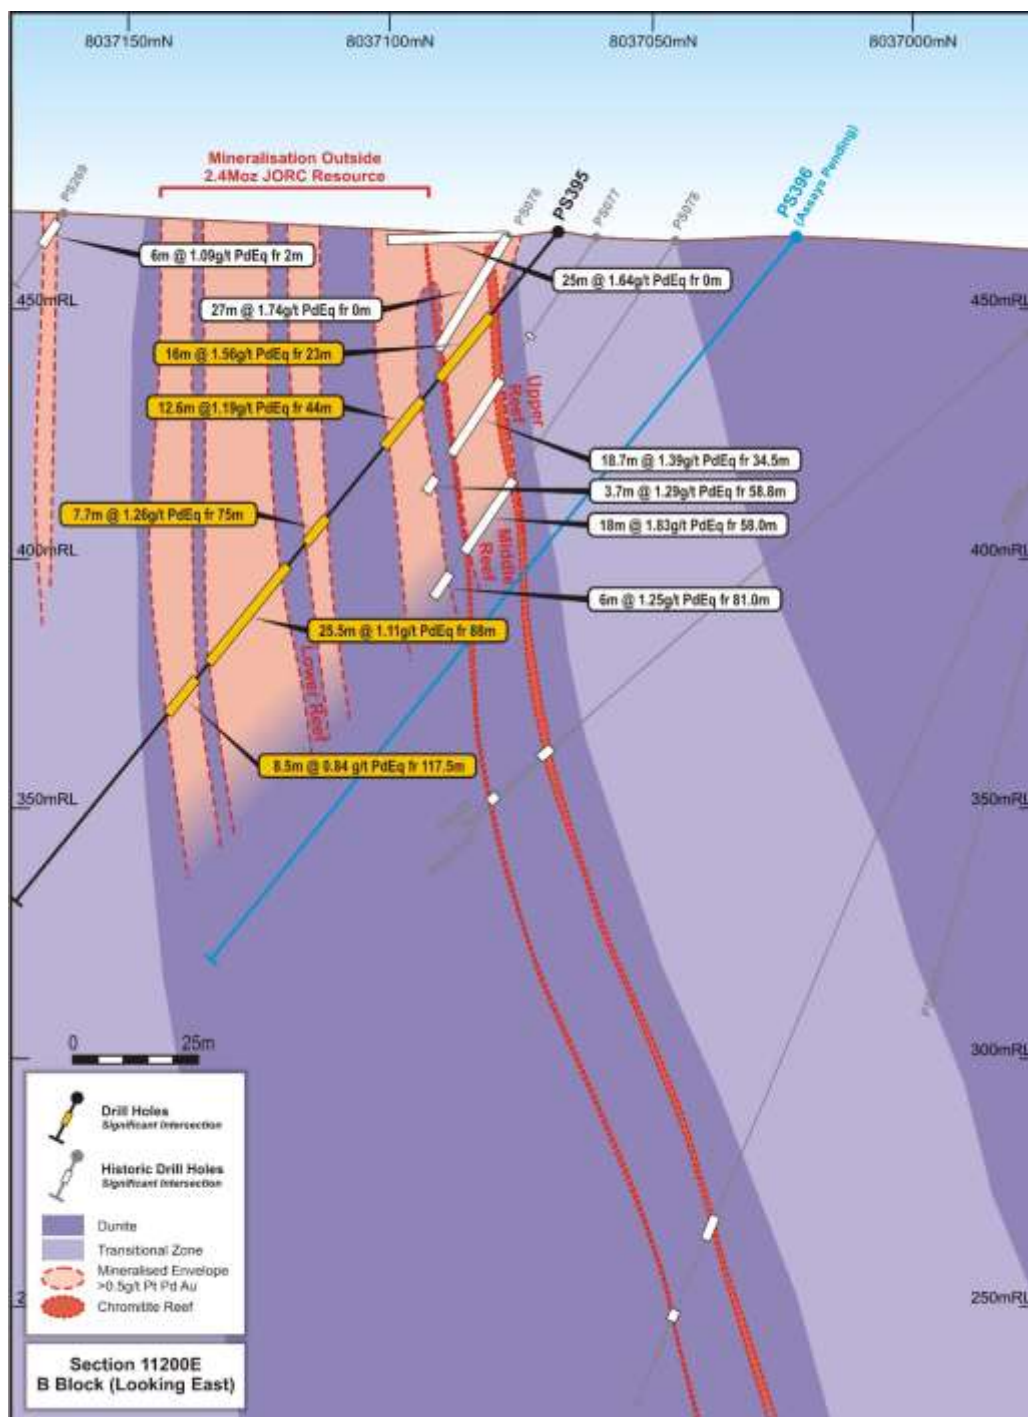 8037150mN
8037100mN
8037050mN
8037000mN
Mineralisation Outside
2.4Moz JORC Resource
PS269
PS395
PS077
PS396
(Assays Pending)
6m @ 1.09g/t PdEq fr 2m
25m @ 1.64g/t PdEq fr 0m
450mRL
27m @ 1.74g/t PdEq fr 0m
450mRL
16m @ 1.56g/t PdEq fr 23m
Upper
Reef
12.6m @1.19g/t PdEq fr 44m
18.7m @ 1.39g/t PdEq fr 34.5m
3.7m @ 1.29g/t PdEq fr 58.8m
7.7m @ 1.26g/t PdEq fr 75m
18m @ 1.83g/t PdEq fr 58.0m
Middle
Reef
400mRL
400mRL
6m @ 1.25g/t PdEq fr 81.0m
25.5m @ 1.11g/t PdEq fr 88m
Lower Reef
8.5m @ 0.84 g/t PdEq fr 117.5m
350mRL
350mRL
0 25m
300mRL
Drill Holes
Significant Intersection
Historic Drill Holes
Significant Intersection
Dunite
Transitional Zone
Mineralised Envelope
>0.5g/t Pt Pd Au
Chromitite Reef
250mRL
Section 11200E
B Block (Looking East)